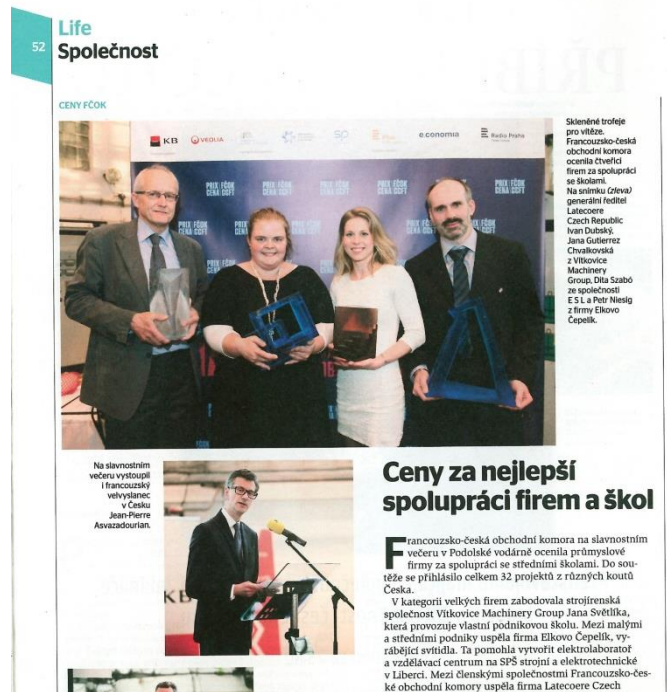 52
Life
Společnost
CENY FČOK
KB
VEOLIA
SP
e.conomia
Radio Praha
PRIX FČOK
CENA CCFT
Skleněné trofeje
pro vítěze.
Francouzsko-česká
obchodní komora
ocenila čtveřici
firem za spolupráci
se školami.
Na snímku (zleva)
generální ředitel
Latecoere
Czech Republic
Ivan Dubský,
Jana Gutierrez
Chvalkovská
z Vítkovice
Machinery
Group, Dita Szabó
ze společnosti
E S L a Petr Niesig
z firmy Elkovo
Čepelík.
Na slavnostním
večeru vystoupil
i francouzský
velvyslanec
v Česku
Jean-Pierre
Asvazadourian.
KB
Ceny za nejlepší
spolupráci firem a škol
Francouzsko-česká obchodní komora na slavnostním
večeru v Podolské vodárně ocenila průmyslové
firmy za spolupráci se středními školami. Do sou-
těže se přihlásilo celkem 32 projektů z různých koutů
Česka.
V kategorii velkých firem zabodovala strojírenská
společnost Vítkovice Machinery Group Jana Světlíka,
která provozuje vlastní podnikovou školu. Mezi malými
a středními podniky uspěla firma Elkovo Čepelík, vy-
rábějící svítidla. Ta pomohla vytvořit elektrolaboratoř
a vzdělávací centrum na SPŠ strojní a elektrotechnické
v Liberci. Mezi členskými společnostmi Francouzsko-čes-
ké obchodní komory uspěla firma Latecoere Czech